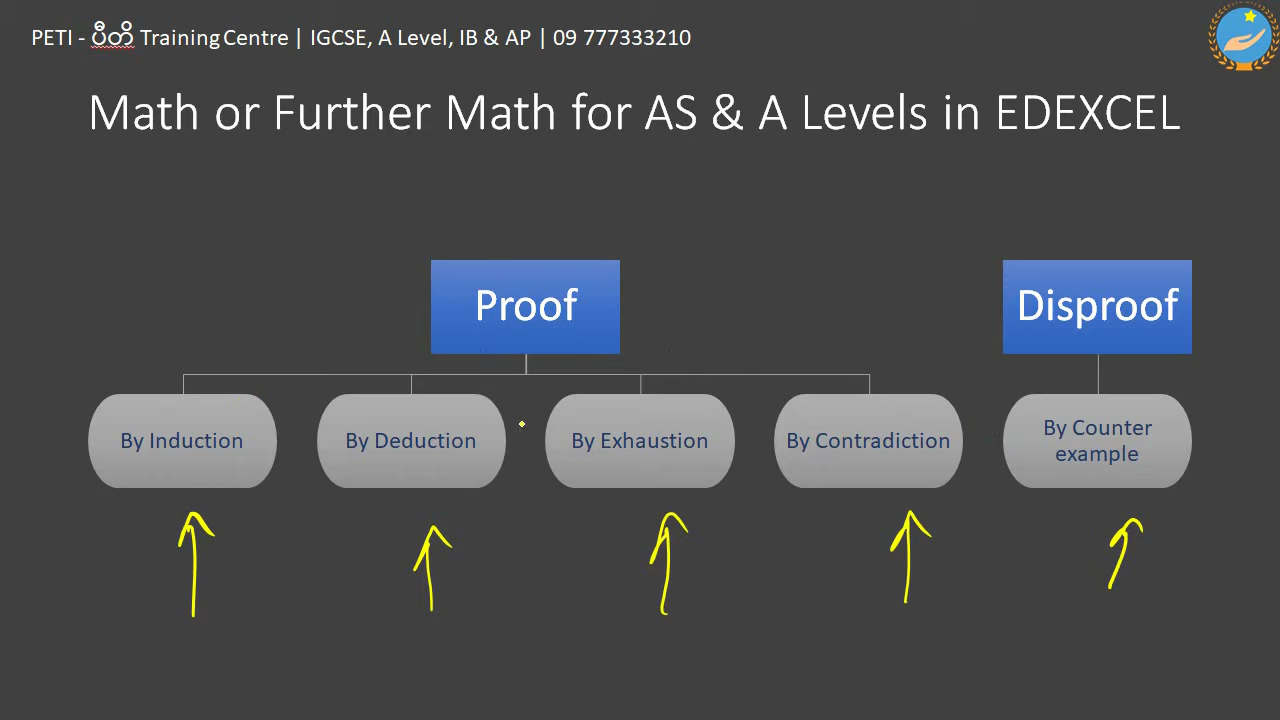 PETI - ပီတိ Training Centre | IGCSE, A Level, IB & AP | 09 777333210
Math or Further Math for AS & A Levels in EDEXCEL
Proof
Disproof
By Induction
By Deduction
By Exhaustion
By Contradiction
By Counter
example